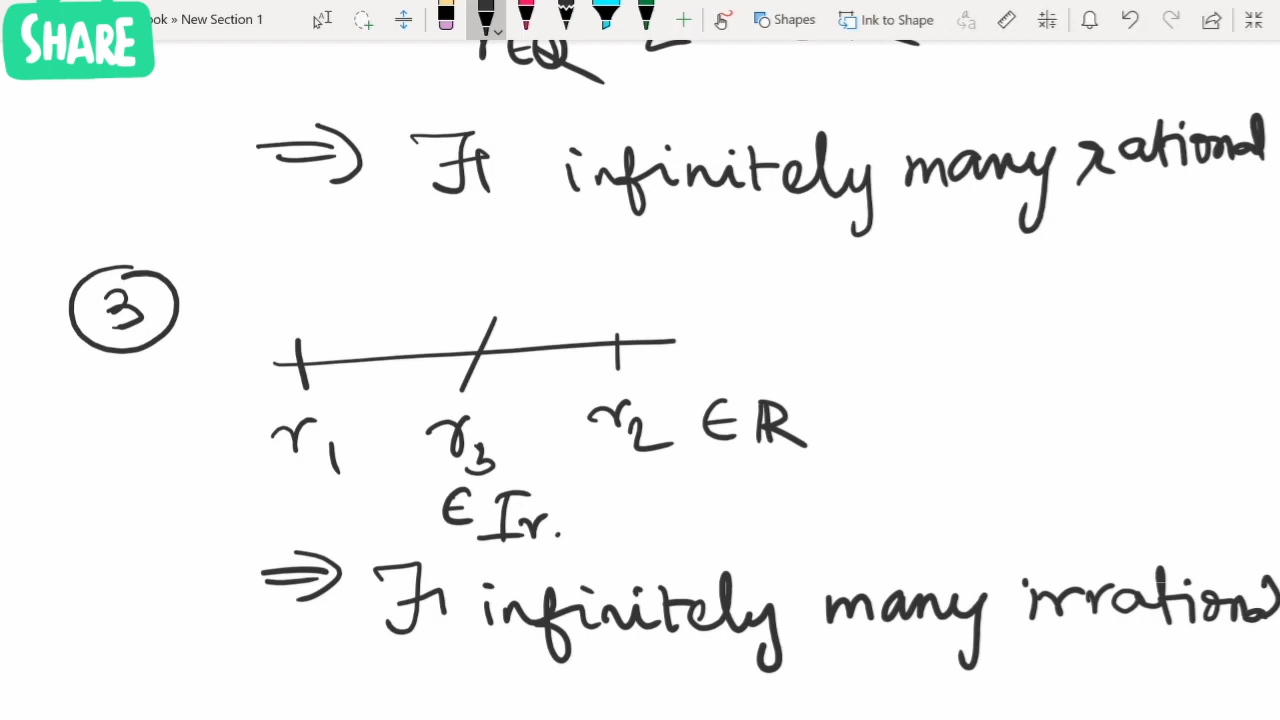 SHARE
ook » New Section 1
Shapes
Ink to Shape
⇒ ∃ infinitely many rational
③
r₁ r₃ r₂ ∈ ℝ
∈ Ir.
⇒ ∃ infinitely many irrational